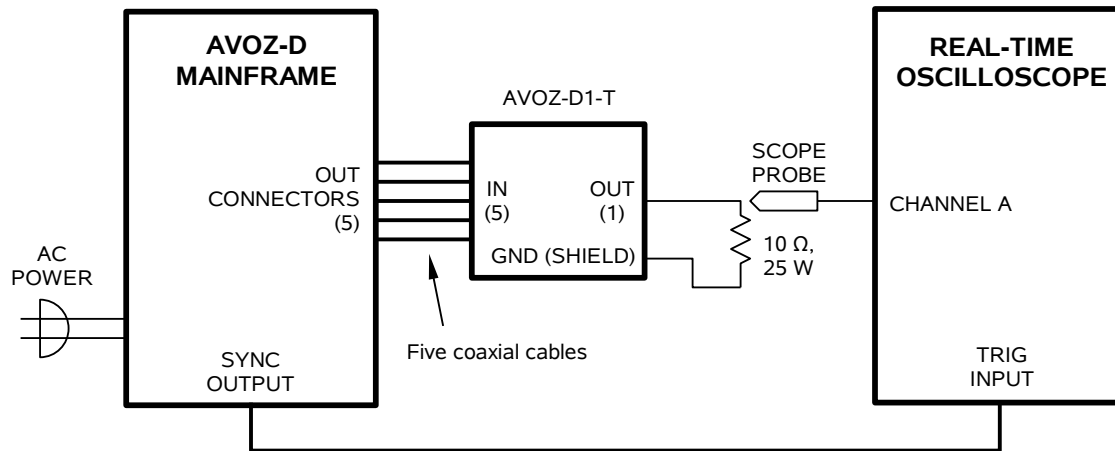 AVOZ-D
MAINFRAME
OUT
CONNECTORS
(5)
AC
POWER
SYNC
OUTPUT
AVOZ-D1-T
IN
(5)
OUT
(1)
GND (SHIELD)
Five coaxial cables
SCOPE
PROBE
10 Ω,
25 W
REAL-TIME
OSCILLOSCOPE
CHANNEL A
TRIG
INPUT